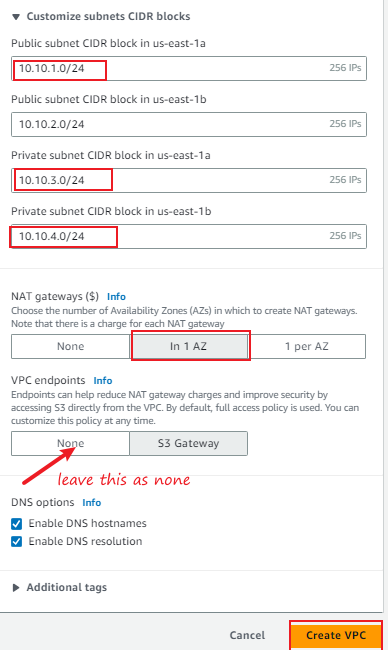 Customize subnets CIDR blocks
Public subnet CIDR block in us-east-1a
10.10.1.0/24 256 IPs
Public subnet CIDR block in us-east-1b
10.10.2.0/24 256 IPs
Private subnet CIDR block in us-east-1a
10.10.3.0/24 256 IPs
Private subnet CIDR block in us-east-1b
10.10.4.0/24 256 IPs
NAT gateways ($) Info
Choose the number of Availability Zones (AZs) in which to create NAT gateways.
Note that there is a charge for each NAT gateway
None In 1 AZ 1 per AZ
VPC endpoints Info
Endpoints can help reduce NAT gateway charges and improve security by
accessing S3 directly from the VPC. By default, full access policy is used. You can
customize this policy at any time.
None S3 Gateway
leave this as none
DNS options Info
Enable DNS hostnames
Enable DNS resolution
Additional tags
Cancel Create VPC